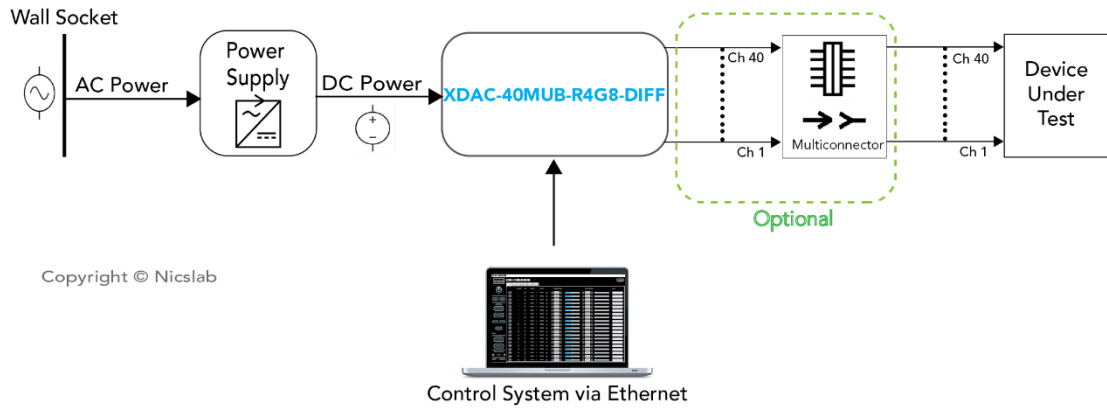 Wall Socket
AC Power
Power
Supply
DC Power
XDAC-40MUB-R4G8-DIFF
Ch 40
Ch 1
Multiconnector
Optional
Ch 40
Ch 1
Device
Under
Test
Copyright © Nicslab
Control System via Ethernet